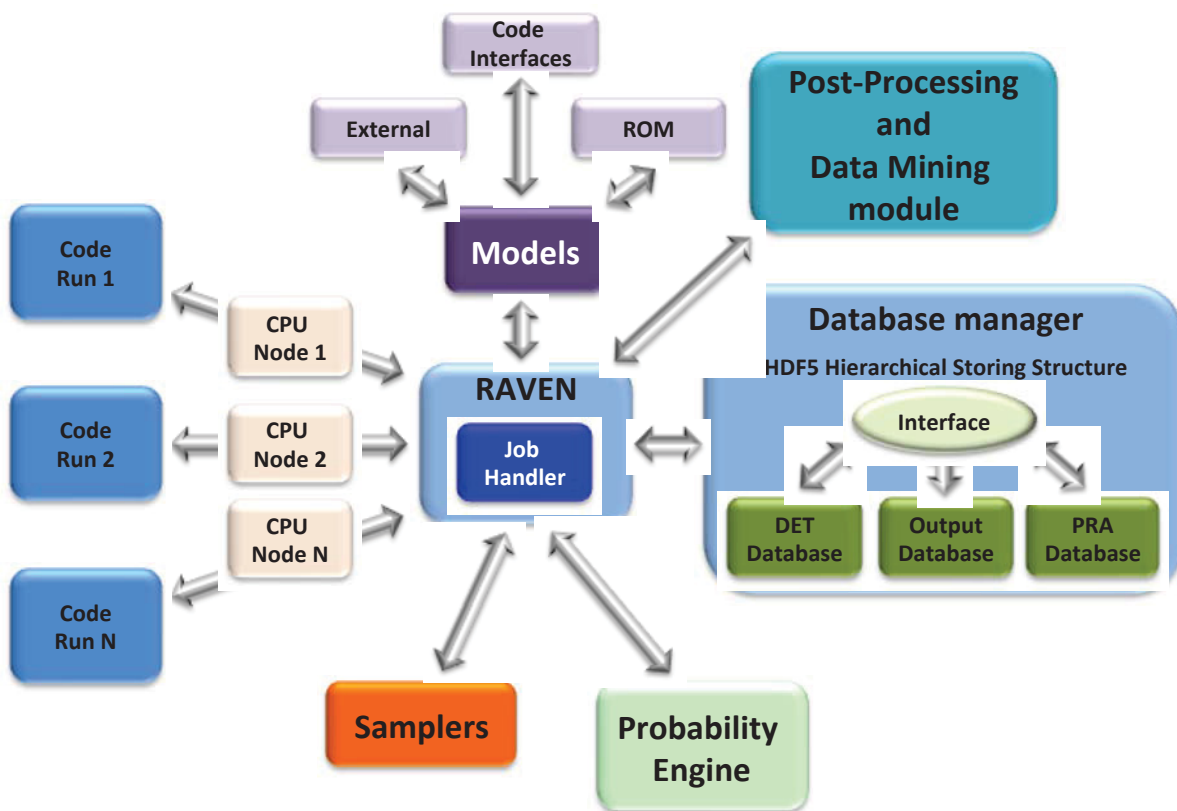 Code
Interfaces
External
ROM
Post-Processing
and
Data Mining
module
Models
Code
Run 1
CPU
Node 1
Code
Run 2
CPU
Node 2
Code
Run N
CPU
Node N
RAVEN
Job
Handler
Database manager
HDF5 Hierarchical Storing Structure
Interface
DET
Database
Output
Database
PRA
Database
Samplers
Probability
Engine